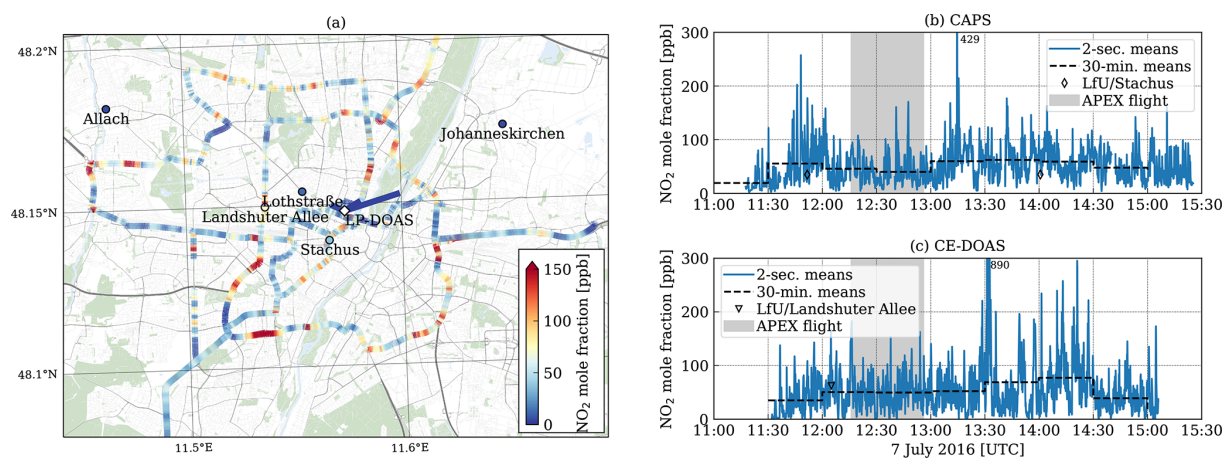 (a)
48.2°N
48.15°N
48.1°N
11.5°E
11.6°E
Allach
Johanneskirchen
Lothstraße
Landshuter Allee
LP-DOAS
Stachus
150
100
50
0
NO₂ mole fraction [ppb]
(b) CAPS
NO₂ mole fraction [ppb]
300
200
100
0
429
2-sec. means
30-min. means
LfU/Stachus
APEX flight
11:00 11:30 12:00 12:30 13:00 13:30 14:00 14:30 15:00 15:30
(c) CE-DOAS
NO₂ mole fraction [ppb]
300
200
100
0
890
2-sec. means
30-min. means
LfU/Landshuter Allee
APEX flight
11:00 11:30 12:00 12:30 13:00 13:30 14:00 14:30 15:00 15:30
7 July 2016 [UTC]